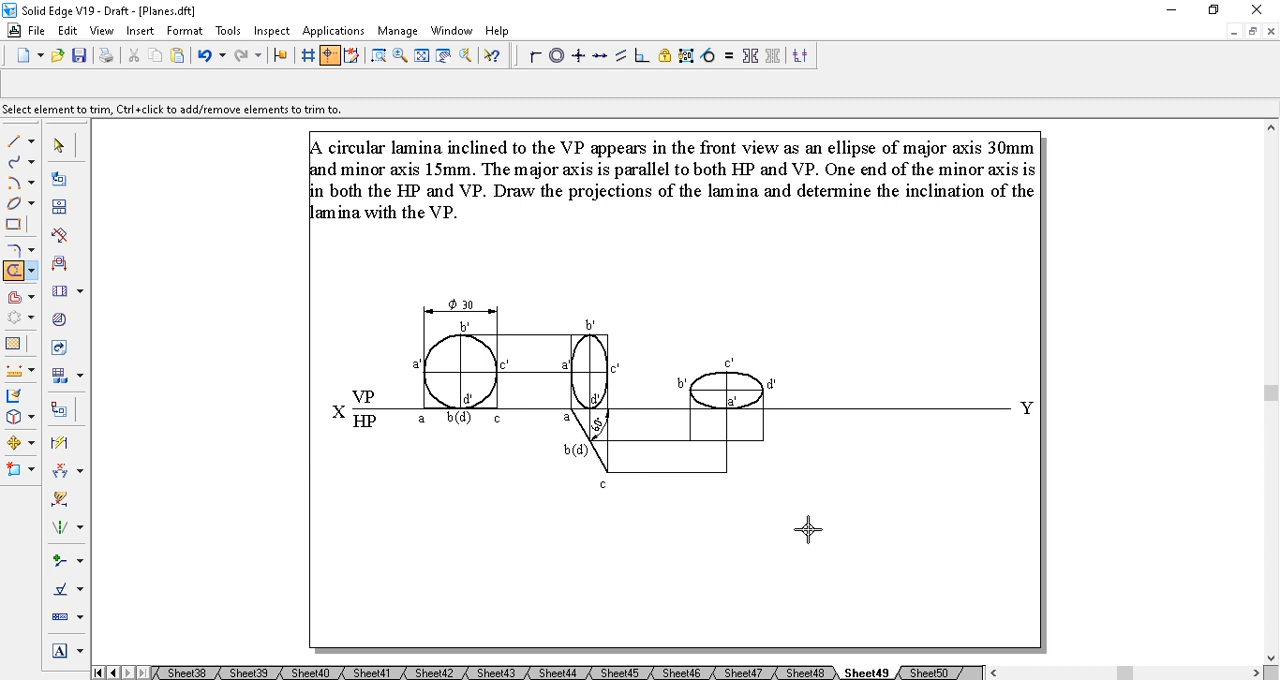 Solid Edge V19 - Draft - [Planes.dft]
File Edit View Insert Format Tools Inspect Applications Manage Window Help
Select element to trim, Ctrl+click to add/remove elements to trim to.
A circular lamina inclined to the VP appears in the front view as an ellipse of major axis 30mm
and minor axis 15mm. The major axis is parallel to both HP and VP. One end of the minor axis is
in both the HP and VP. Draw the projections of the lamina and determine the inclination of the
lamina with the VP.
Φ 30
b' b'
a' c' a' c' c'
b' d'
d' d' a'
X VP Y
HP
a b(d) c a 60°
b(d)
c
A
Sheet38 Sheet39 Sheet40 Sheet41 Sheet42 Sheet43 Sheet44 Sheet45 Sheet46 Sheet47 Sheet48 Sheet49 Sheet50